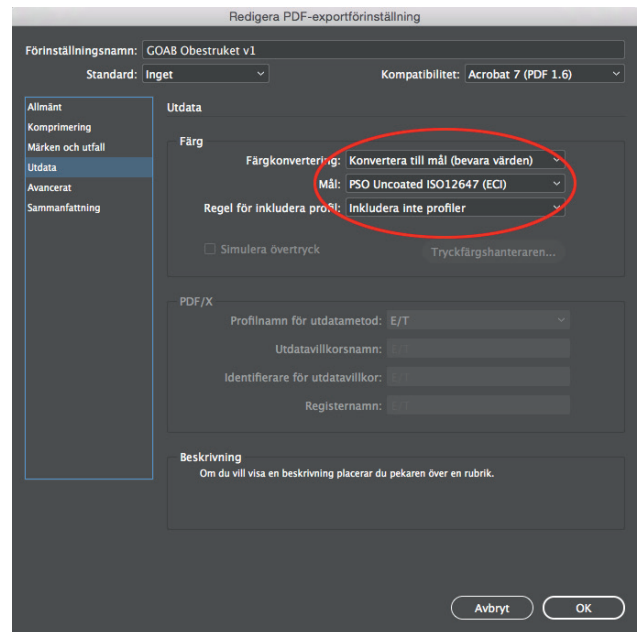 Redigera PDF-exportförinställning
Förinställningsnamn: GOAB Obestruket v1
Standard: Inget Kompatibilitet: Acrobat 7 (PDF 1.6)
Allmänt
Komprimering
Märken och utfall
Utdata
Avancerat
Sammanfattning
Utdata
Färg
Färgkonvertering: Konvertera till mål (bevara värden)
Mål: PSO Uncoated ISO12647 (ECI)
Regel för inkludera profil: Inkludera inte profiler
Simulera övertryck Tryckfärgshanteraren...
PDF/X
Profilnamn för utdatametod: E/T
Utdatavillkorsnamn: E/T
Identifierare för utdatavillkor: E/T
Registernamn: E/T
Beskrivning
Om du vill visa en beskrivning placerar du pekaren över en rubrik.
Avbryt OK